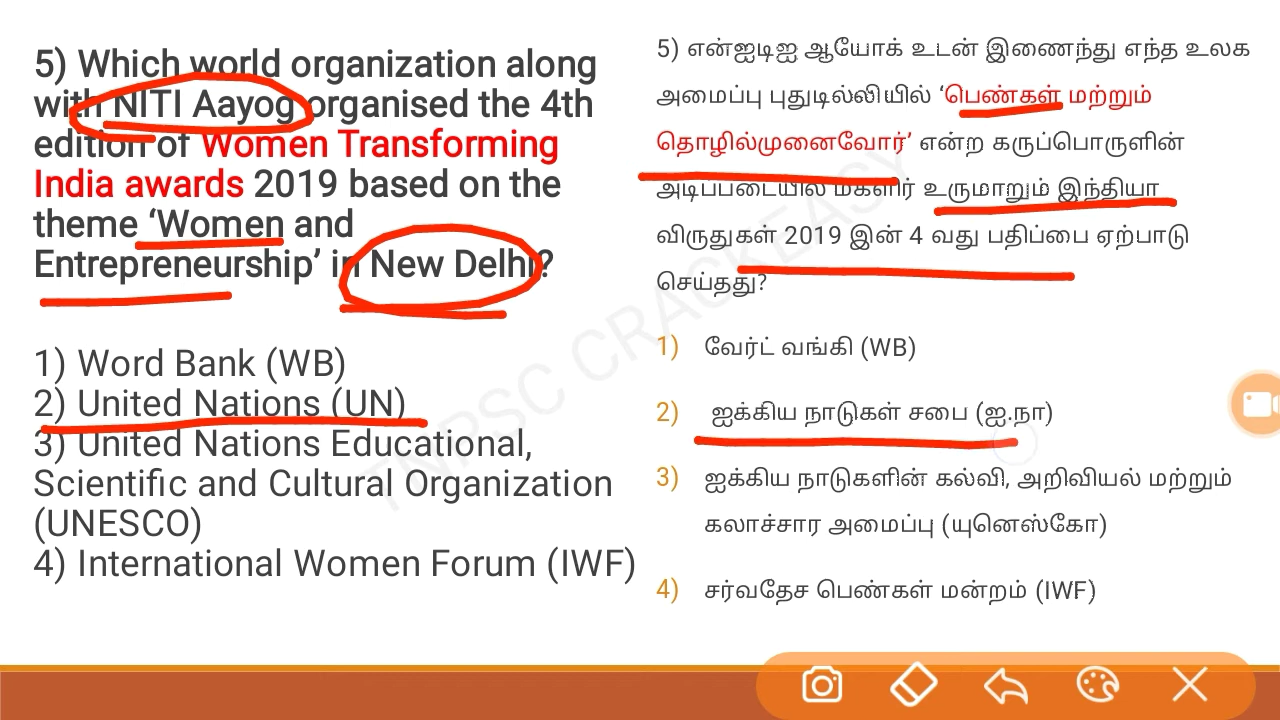 5) Which world organization along
with NITI Aayog organised the 4th
edition of Women Transforming
India awards 2019 based on the
theme ‘Women and
Entrepreneurship’ in New Delhi?
1) Word Bank (WB)
2) United Nations (UN)
3) United Nations Educational,
Scientific and Cultural Organization
(UNESCO)
4) International Women Forum (IWF)
5) என்ஐடிஐ ஆயோக் உடன் இணைந்து எந்த உலக
அமைப்பு புதுடில்லியில் ‘பெண்கள் மற்றும்
தொழில்முனைவோர்’ என்ற கருப்பொருளின்
அடிப்படையில் மகளிர் உருமாறும் இந்தியா
விருதுகள் 2019 இன் 4 வது பதிப்பை ஏற்பாடு
செய்தது?
1) வேர்ட் வங்கி (WB)
2) ஐக்கிய நாடுகள் சபை (ஐ.நா)
3) ஐக்கிய நாடுகளின் கல்வி, அறிவியல் மற்றும்
கலாச்சார அமைப்பு (யுனெஸ்கோ)
4) சர்வதேச பெண்கள் மன்றம் (IWF)
TNPSC CRACKEASY